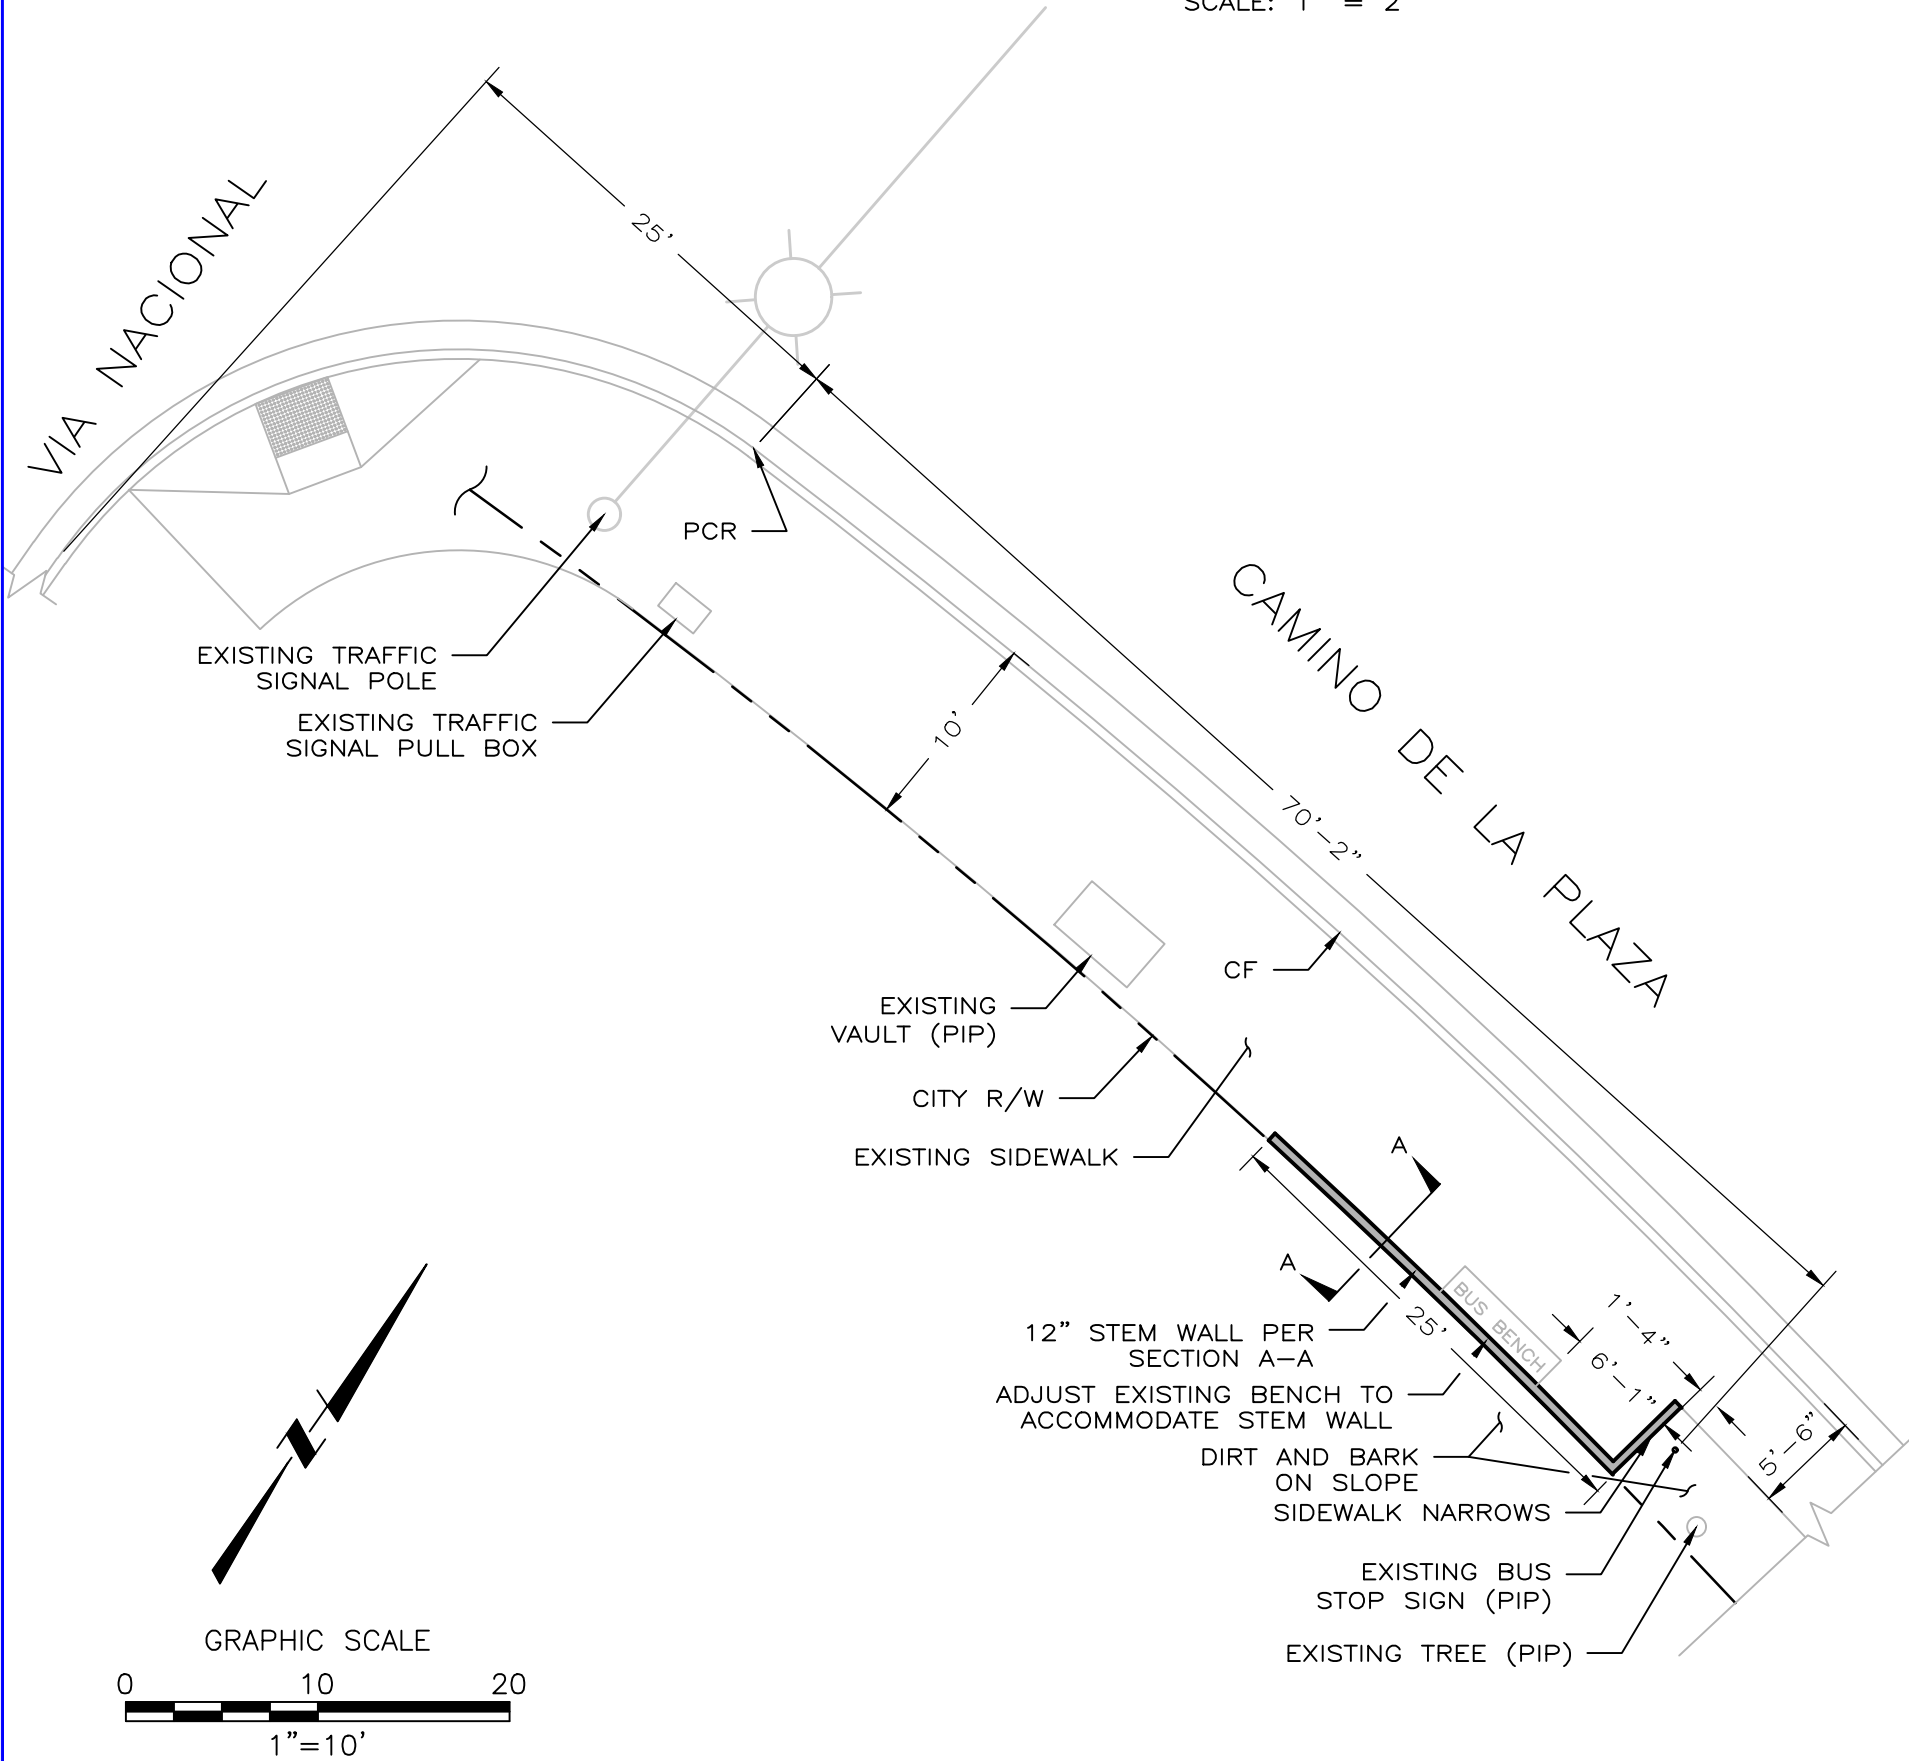 SCALE: 1" = 2'
25'
VIA NACIONAL
PCR
CAMINO DE LA PLAZA
EXISTING TRAFFIC
SIGNAL POLE
EXISTING TRAFFIC
SIGNAL PULL BOX
10'
70'-2"
CF
EXISTING
VAULT (PIP)
CITY R/W
EXISTING SIDEWALK
A
A
12" STEM WALL PER
SECTION A-A
25'
BUS BENCH
1'-4"
6'-1"
ADJUST EXISTING BENCH TO
ACCOMMODATE STEM WALL
5'-6"
DIRT AND BARK
ON SLOPE
SIDEWALK NARROWS
EXISTING BUS
STOP SIGN (PIP)
EXISTING TREE (PIP)
GRAPHIC SCALE
0 10 20
1"=10'